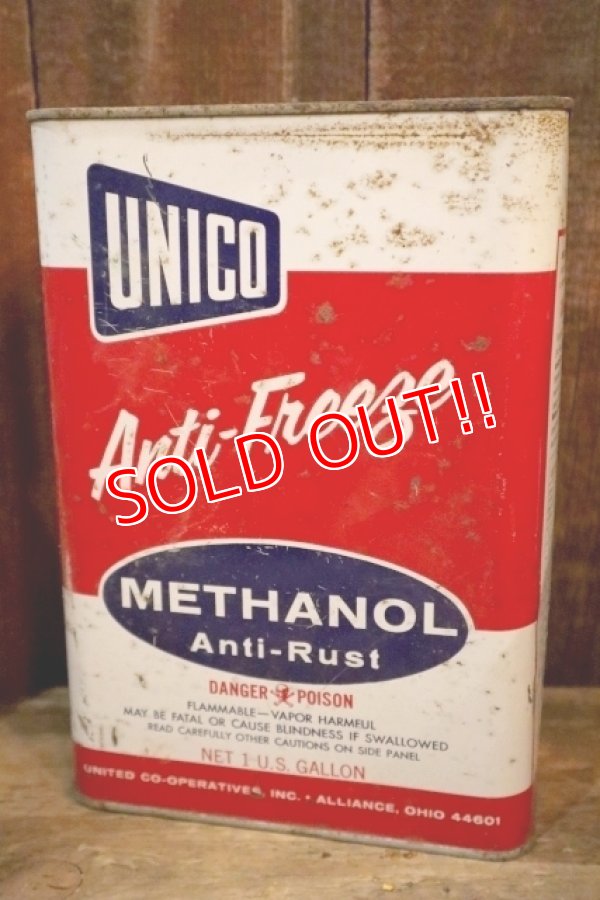 UNICO
Anti-Freeze
SOLD OUT!!
METHANOL
Anti-Rust
DANGER POISON
FLAMMABLE—VAPOR HARMFUL
MAY BE FATAL OR CAUSE BLINDNESS IF SWALLOWED
READ CAREFULLY OTHER CAUTIONS ON SIDE PANEL
NET 1 U.S. GALLON
UNITED CO-OPERATIVES, INC. • ALLIANCE, OHIO 44601